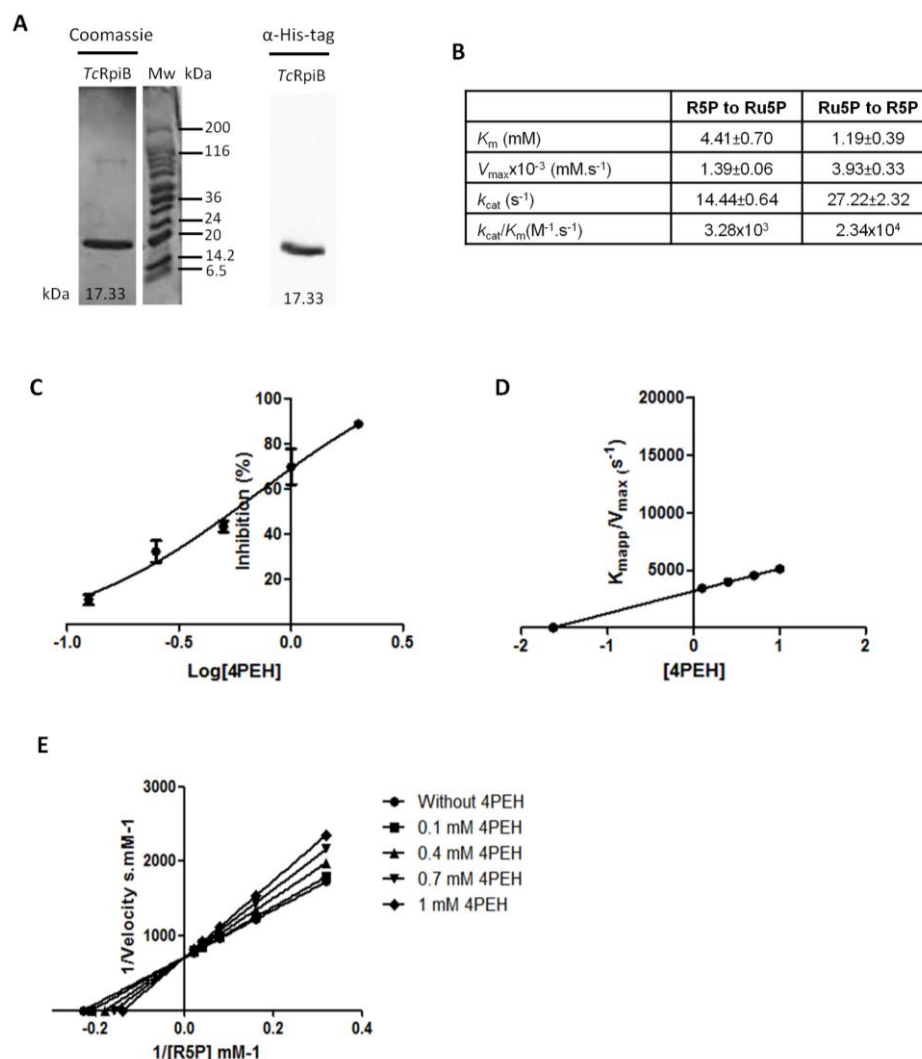 A
Coomassie
α-His-tag
TcRpiB Mw kDa
TcRpiB
200
116
36
24
20
14.2
6.5
kDa 17.33
17.33
B
R5P to Ru5P Ru5P to R5P
Km (mM) 4.41±0.70 1.19±0.39
Vmaxx10-3 (mM.s-1) 1.39±0.06 3.93±0.33
kcat (s-1) 14.44±0.64 27.22±2.32
kcat/Km(M-1.s-1) 3.28x103 2.34x104
C
100
80
60
40
20
Inhibition (%)
-1.0 -0.5 0.0 0.5
Log[4PEH]
D
20000
15000
10000
5000
Kmapp/Vmax (s-1)
-2 -1 0 1 2
[4PEH]
E
3000
2000
1000
1/Velocity s.mM-1
-0.2 0.0 0.2 0.4
1/[R5P] mM-1
Without 4PEH
0.1 mM 4PEH
0.4 mM 4PEH
0.7 mM 4PEH
1 mM 4PEH